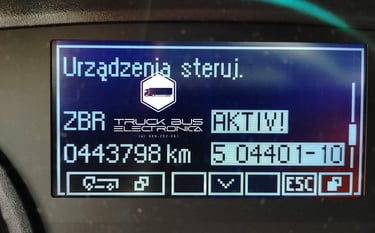 Urządzenia steruj.
TRUCK BUS
ELECTRONICA
ZBR AKTIV!
0443798 km 5 04401-10
ESC